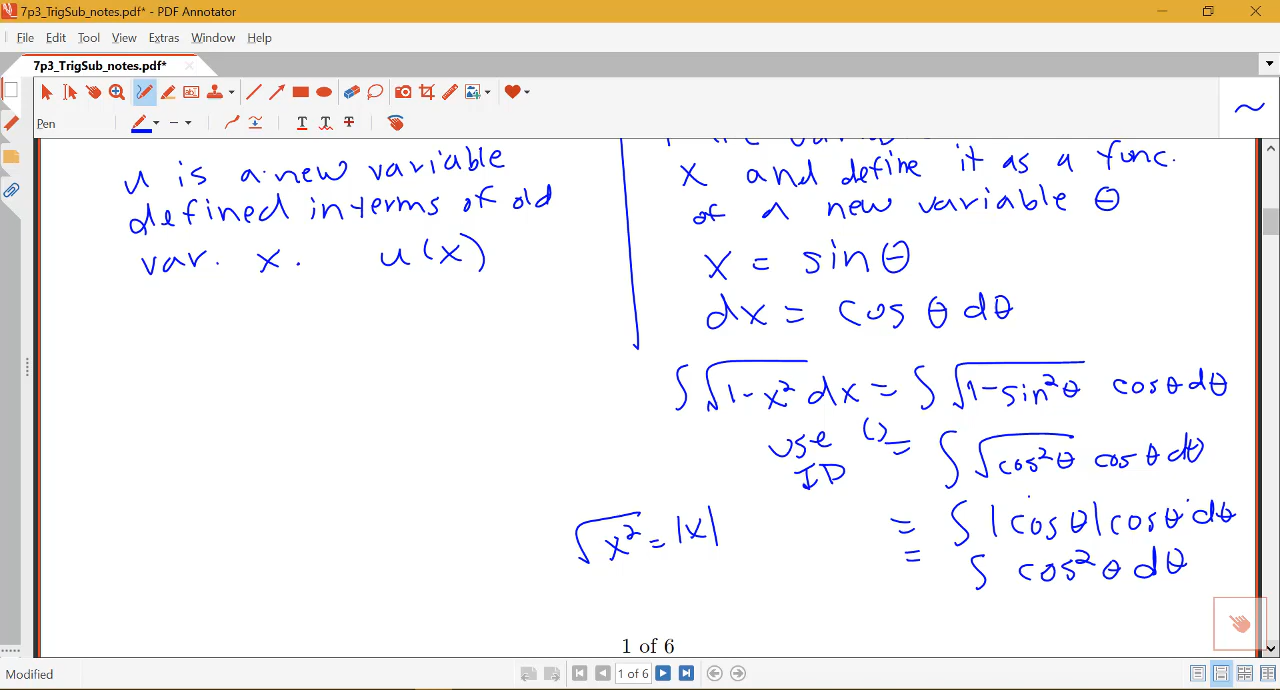 7p3_TrigSub_notes.pdf* - PDF Annotator
File Edit Tool View Extras Window Help
7p3_TrigSub_notes.pdf*
Pen
u is a new variable
defined in terms of old
var. x. u(x)
x and define it as a func.
of a new variable θ
x = sin θ
dx = cos θ dθ
∫ √(1-x²) dx = ∫ √(1-sin²θ) cosθ dθ
use ID = ∫ √(cos²θ) cos θ dθ
√x² = |x|
= ∫ |cosθ| cosθ dθ
= ∫ cos²θ dθ
1 of 6
Modified
1 of 6